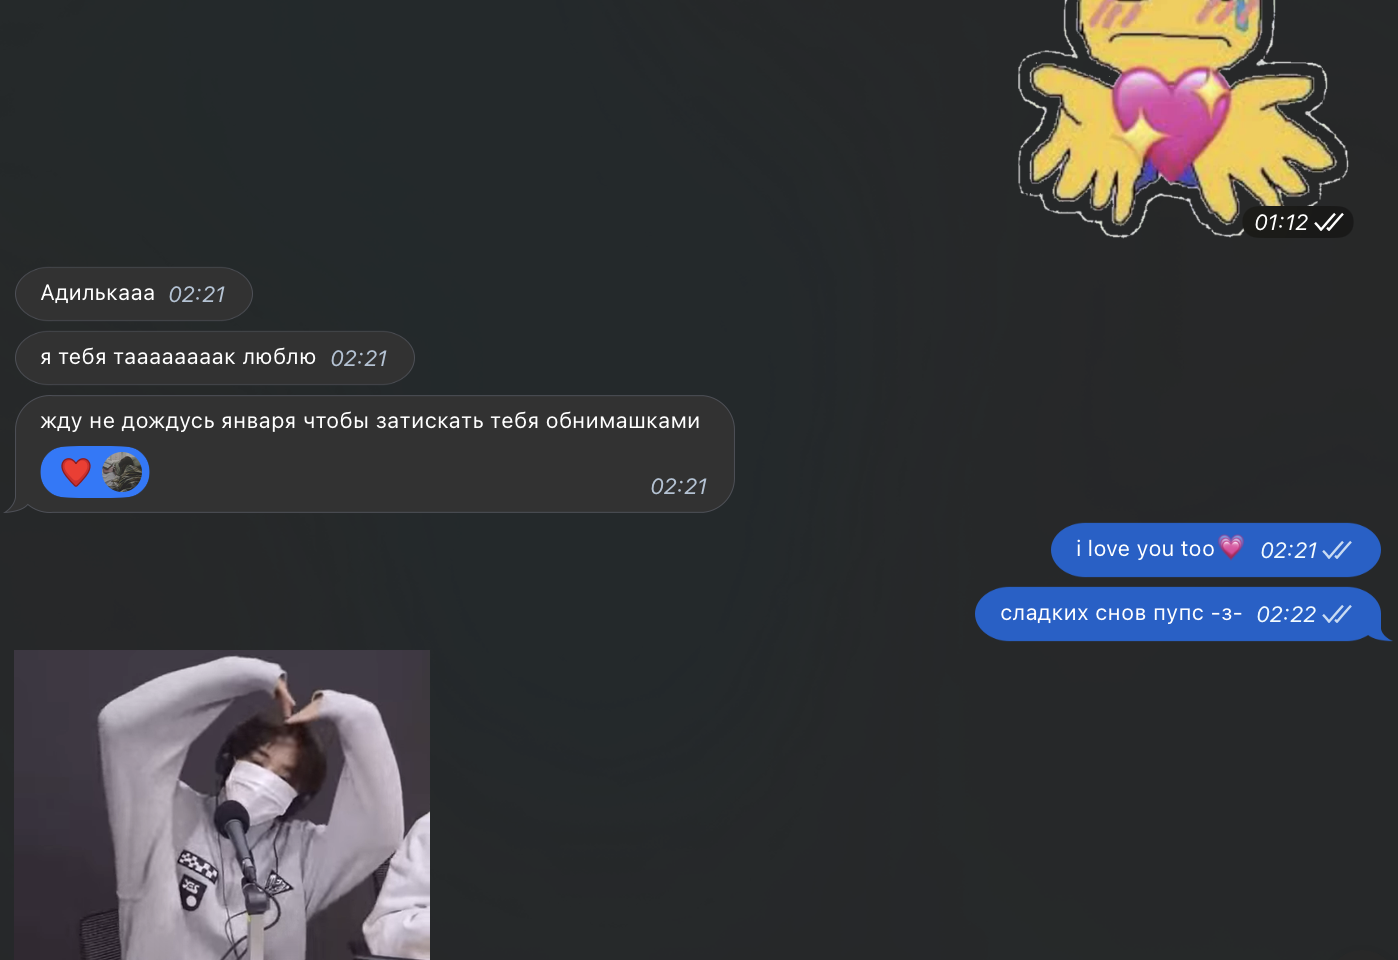 01:12
Адилькааа 02:21
я тебя таааааааак люблю 02:21
жду не дождусь января чтобы затискать тебя обнимашками
02:21
i love you too💗 02:21
сладких снов пупс -з- 02:22